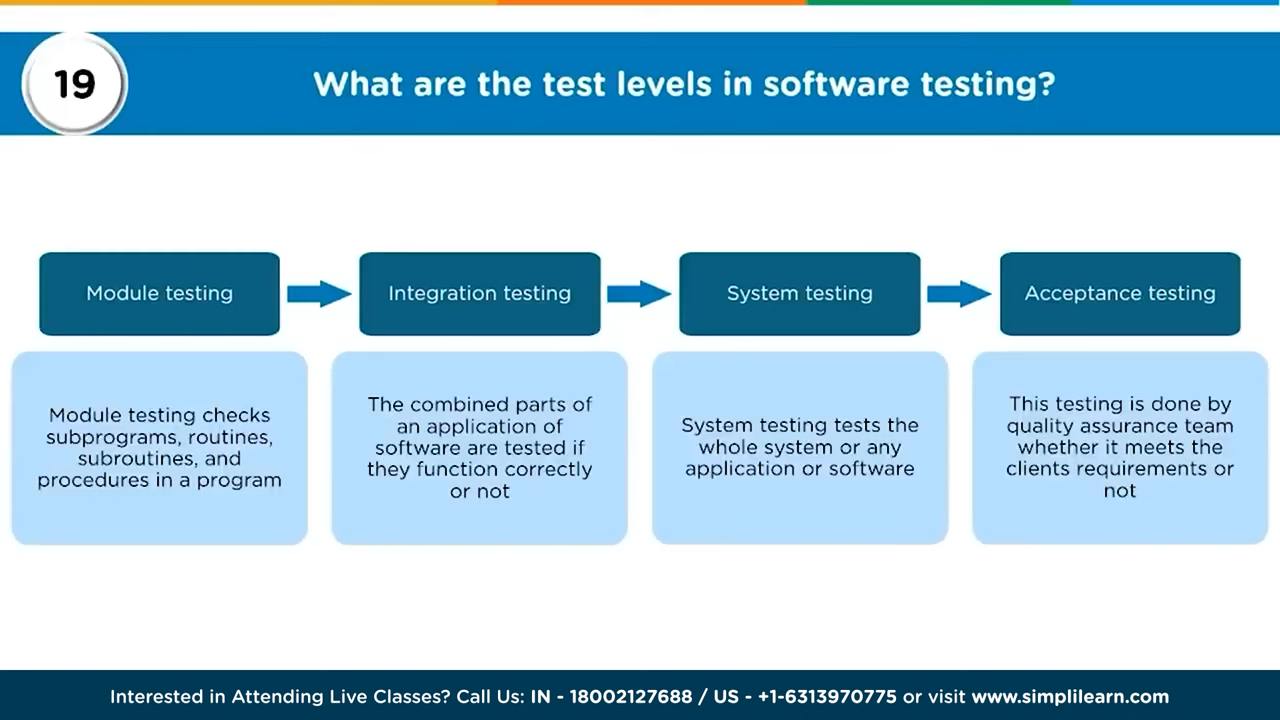 19
What are the test levels in software testing?
Module testing
Integration testing
System testing
Acceptance testing
Module testing checks
subprograms, routines,
subroutines, and
procedures in a program
The combined parts of
an application of
software are tested if
they function correctly
or not
System testing tests the
whole system or any
application or software
This testing is done by
quality assurance team
whether it meets the
clients requirements or
not
Interested in Attending Live Classes? Call Us: IN - 18002127688 / US - +1-6313970775 or visit www.simplilearn.com